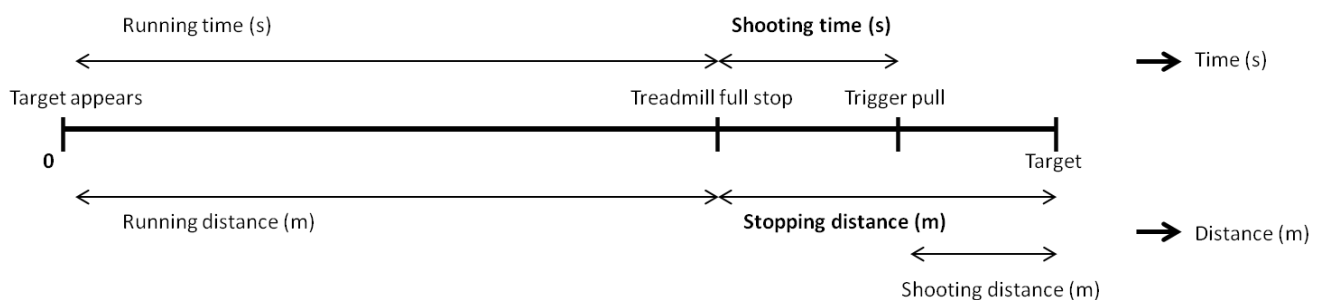 Running time (s)
Shooting time (s)
Time (s)
Target appears
Treadmill full stop
Trigger pull
0
Target
Running distance (m)
Stopping distance (m)
Distance (m)
Shooting distance (m)